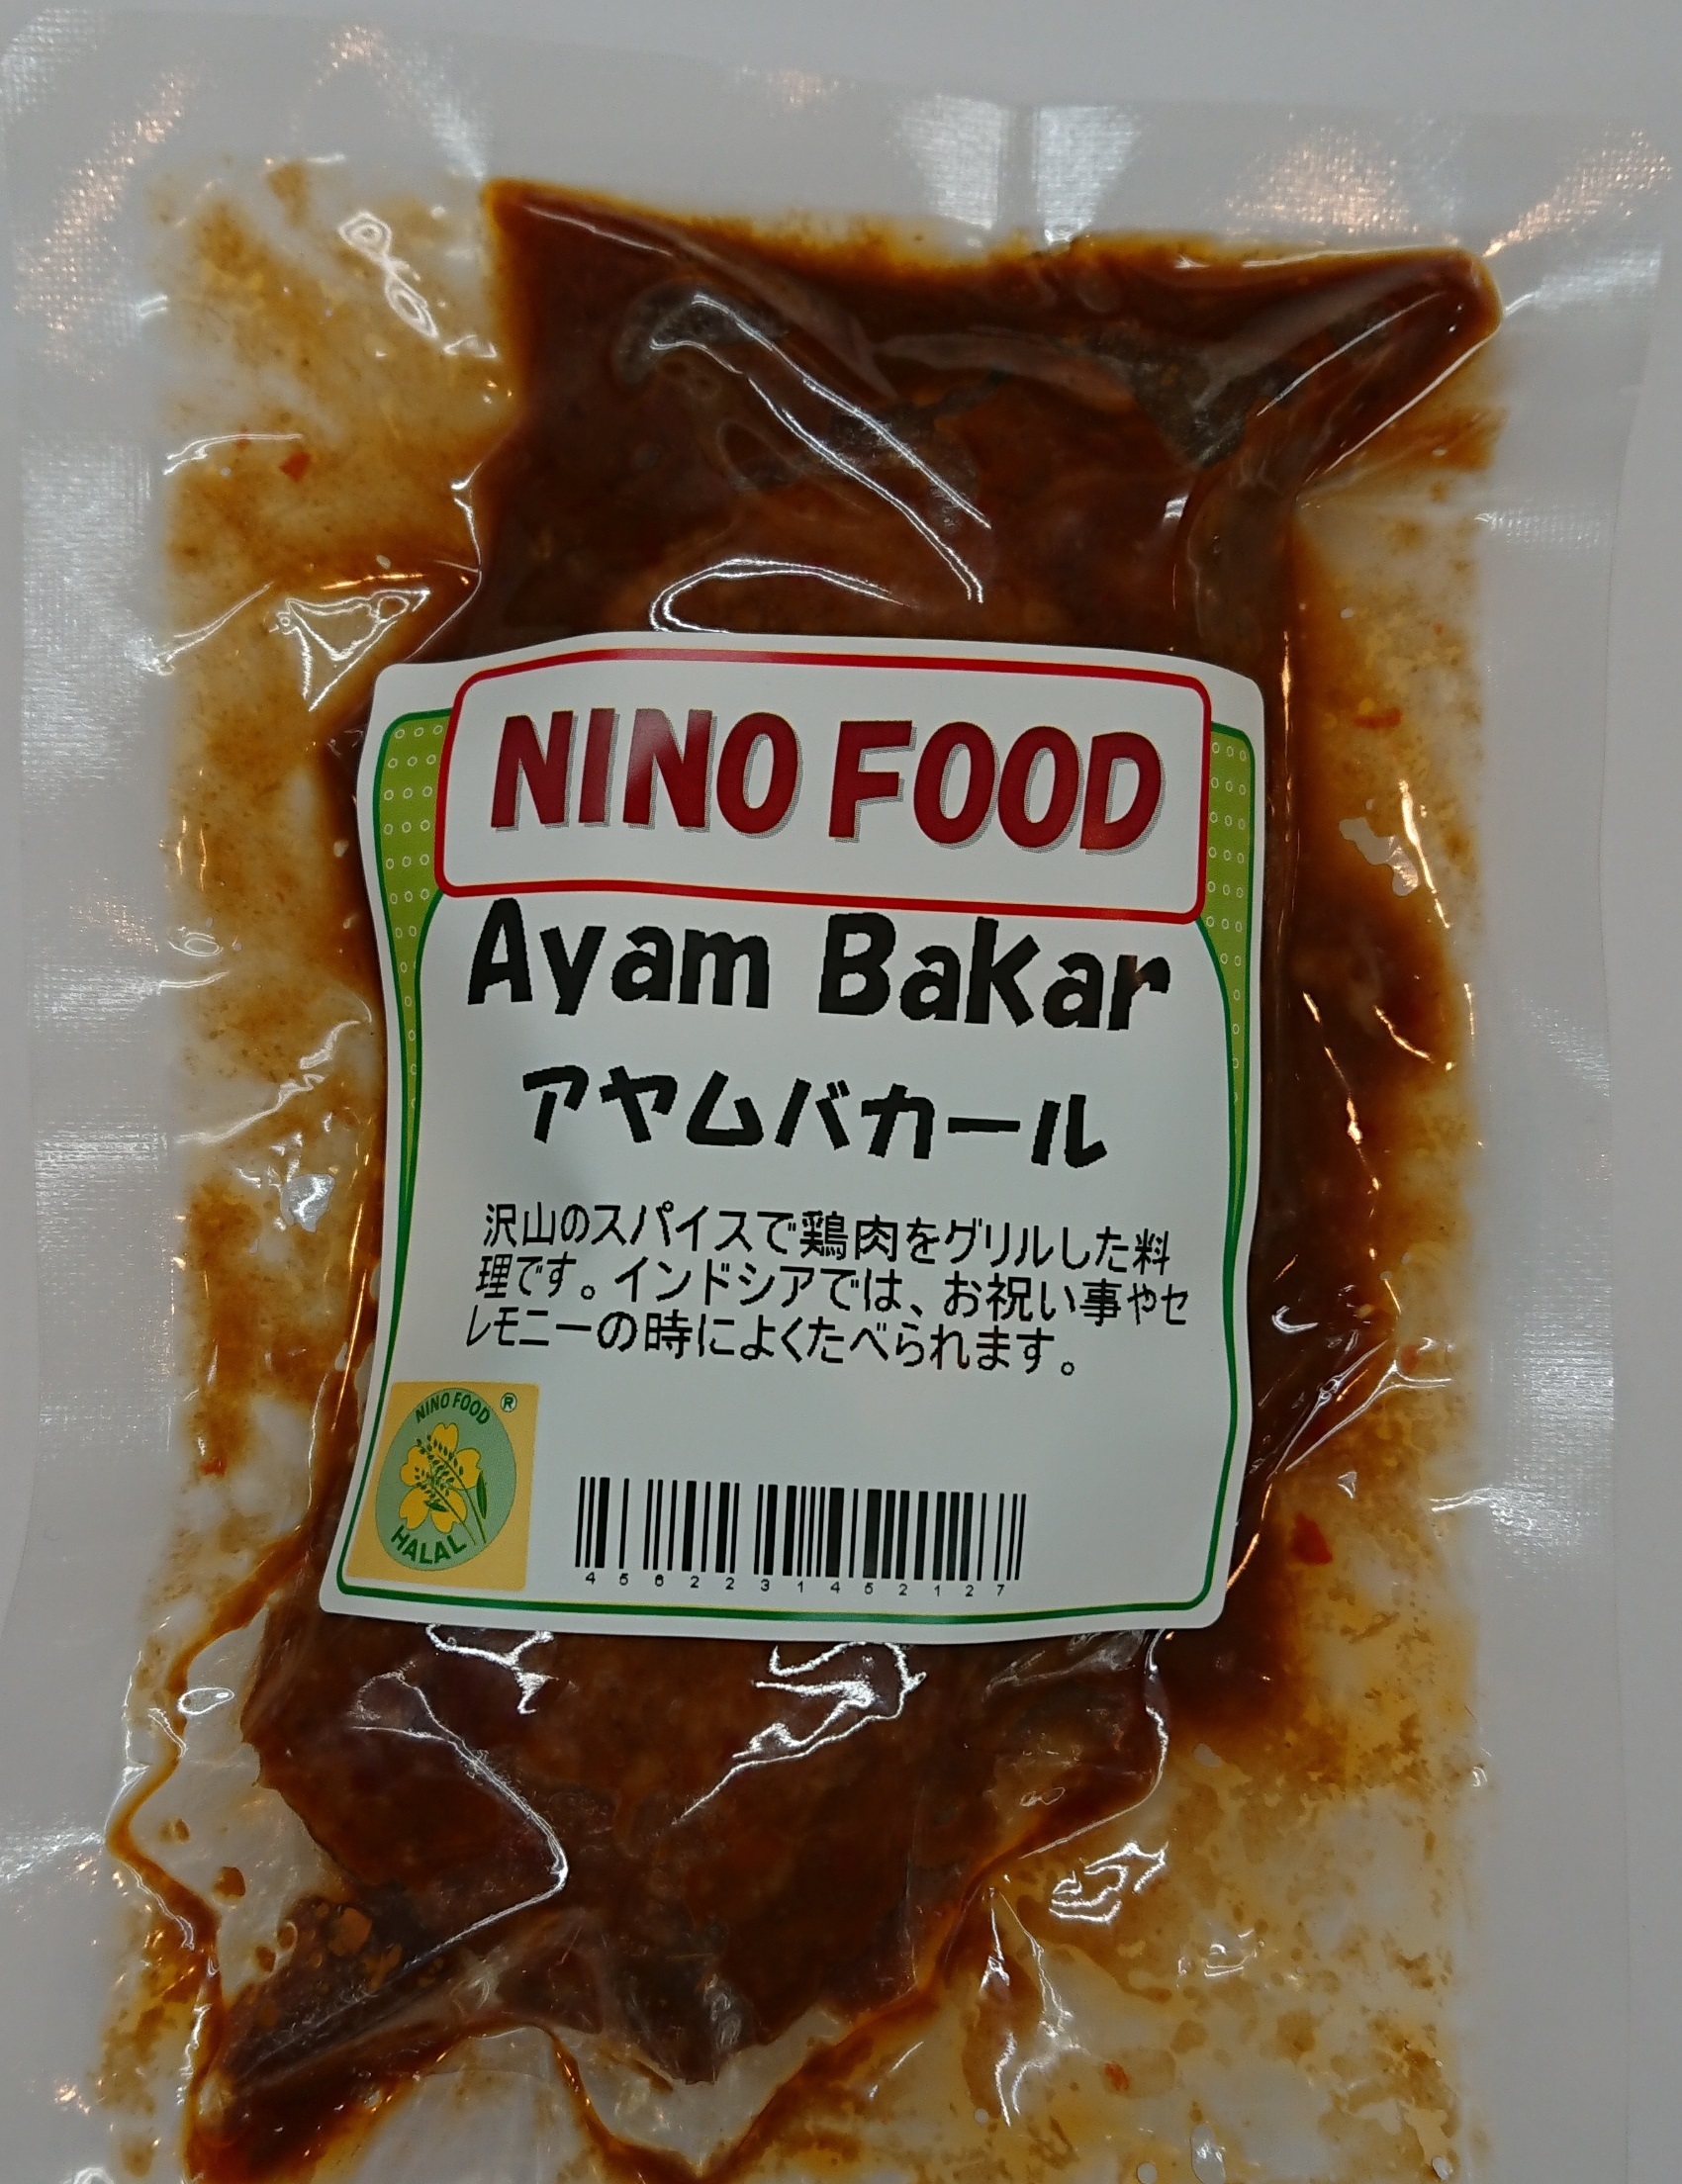 NINO FOOD
Ayam Bakar
アヤムバカール
沢山のスパイスで鶏肉をグリルした料
理です。インドシアでは、お祝い事やセ
レモニーの時によくたべられます。
NINO FOOD ®
HALAL
4562231452127